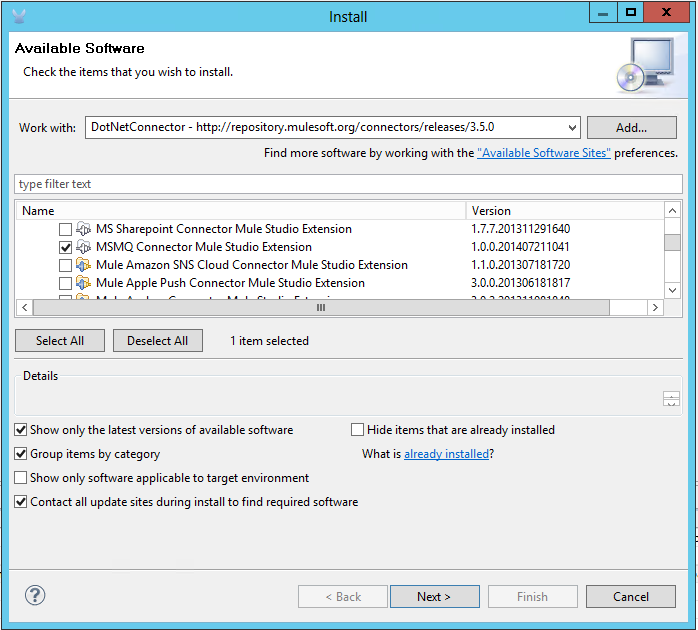 Install
Available Software
Check the items that you wish to install.
Work with: DotNetConnector - http://repository.mulesoft.org/connectors/releases/3.5.0 Add...
Find more software by working with the "Available Software Sites" preferences.
type filter text
Name Version
MS Sharepoint Connector Mule Studio Extension 1.7.7.201311291640
MSMQ Connector Mule Studio Extension 1.0.0.201407211041
Mule Amazon SNS Cloud Connector Mule Studio Extension 1.1.0.201307181720
Mule Apple Push Connector Mule Studio Extension 3.0.0.201306181817
Select All Deselect All 1 item selected
Details
Show only the latest versions of available software Hide items that are already installed
Group items by category What is already installed?
Show only software applicable to target environment
Contact all update sites during install to find required software
? < Back Next > Finish Cancel